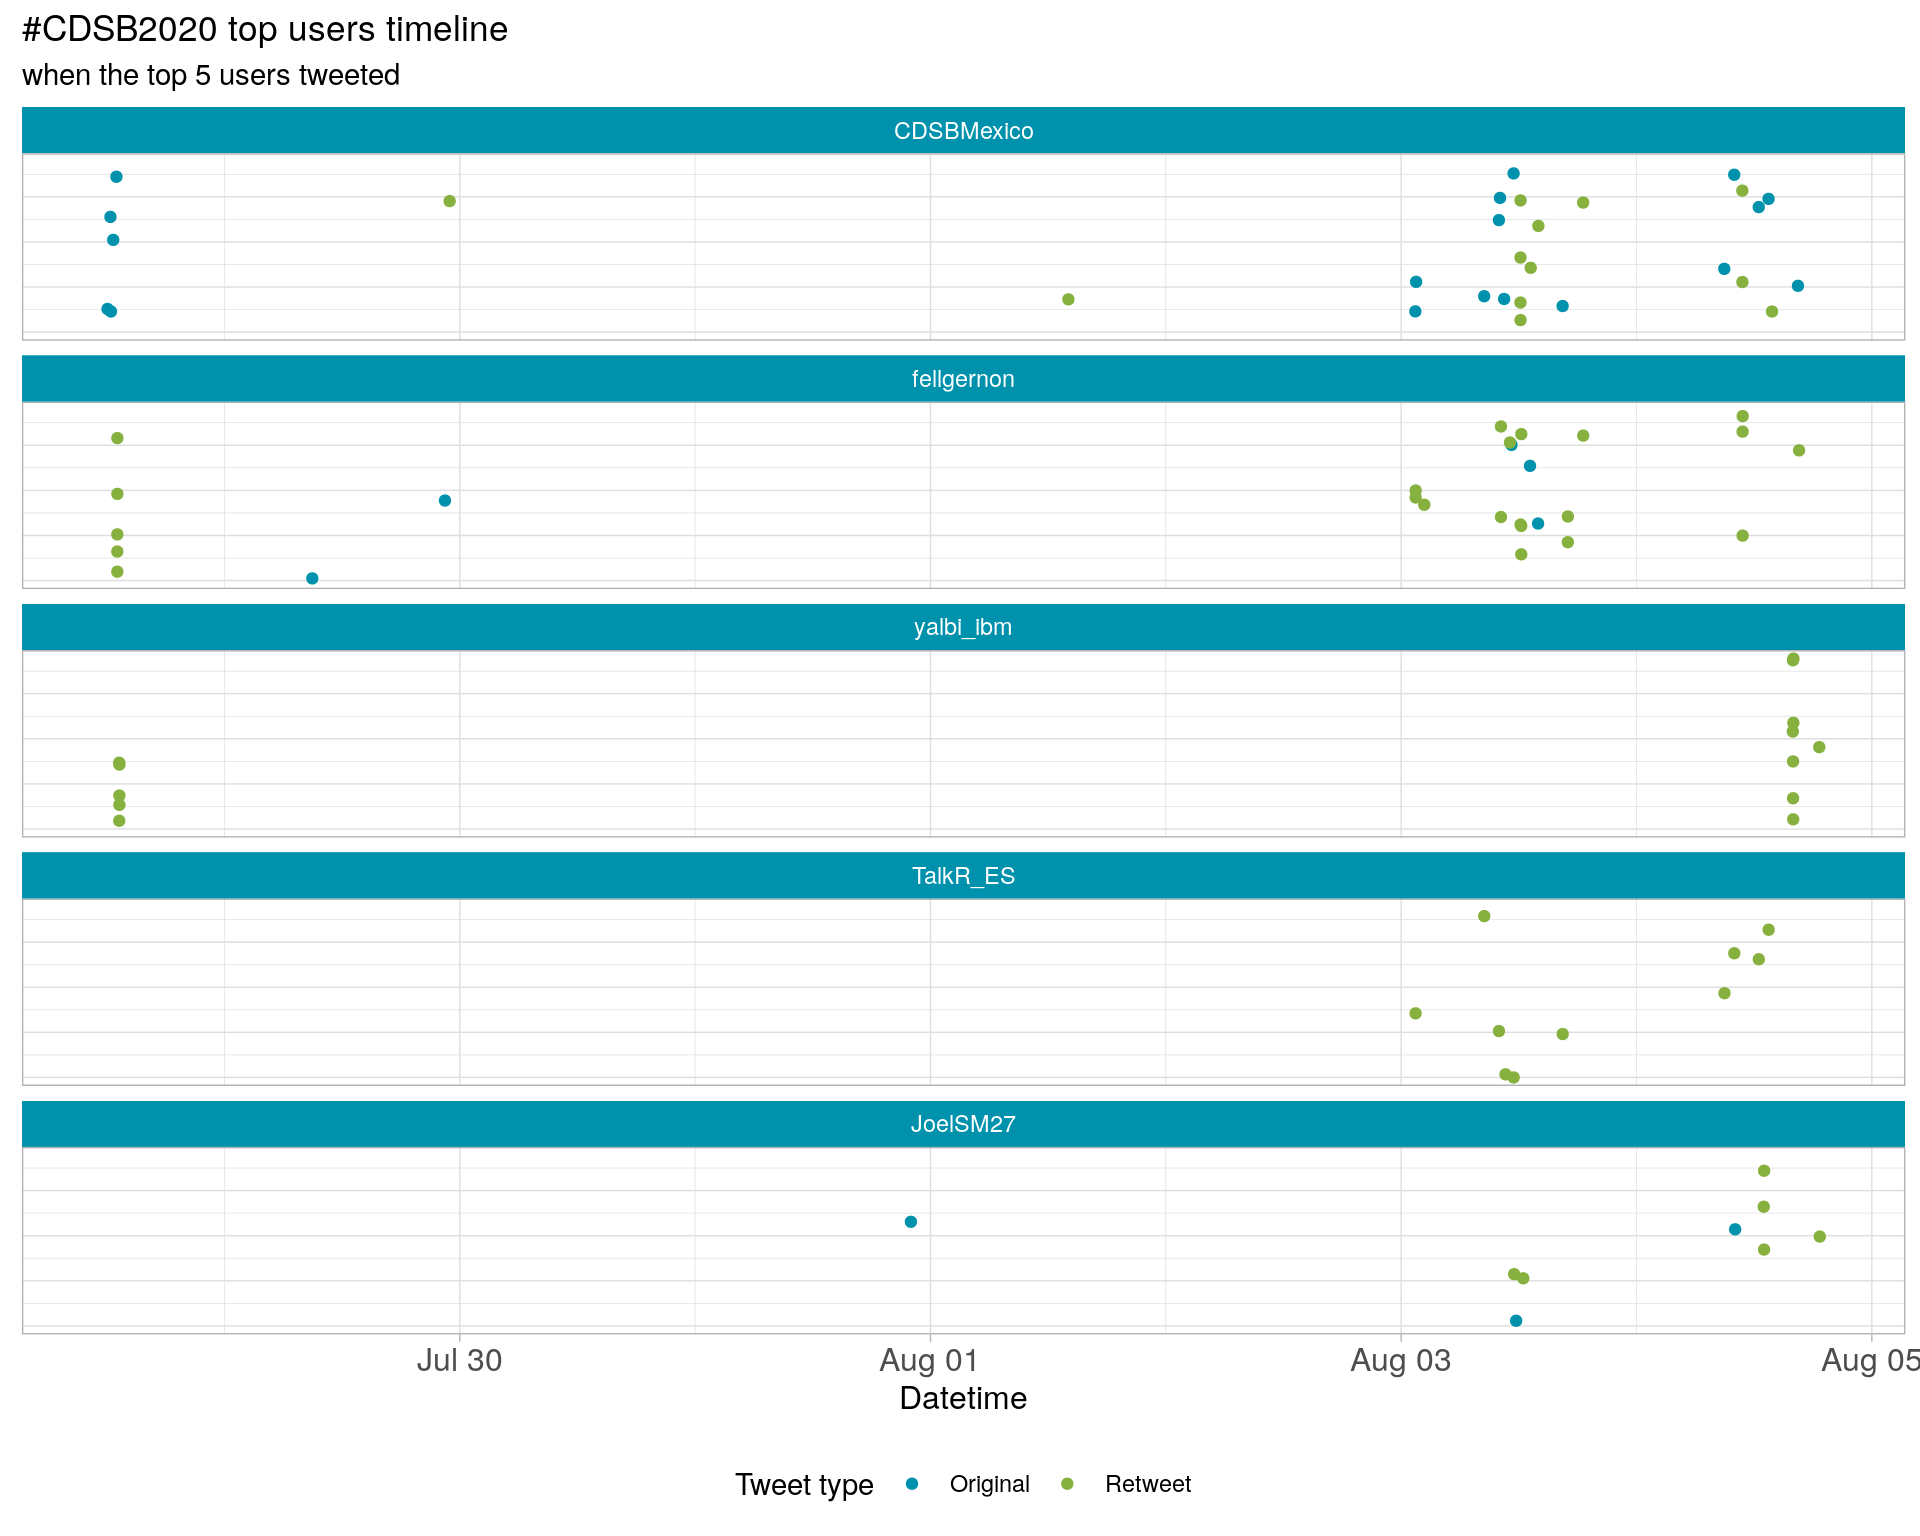 #CDSB2020 top users timeline
when the top 5 users tweeted
CDSBMexico
fellgernon
yalbi_ibm
TalkR_ES
JoelSM27
Jul 30 Aug 01 Aug 03 Aug 05
Datetime
Tweet type Original Retweet